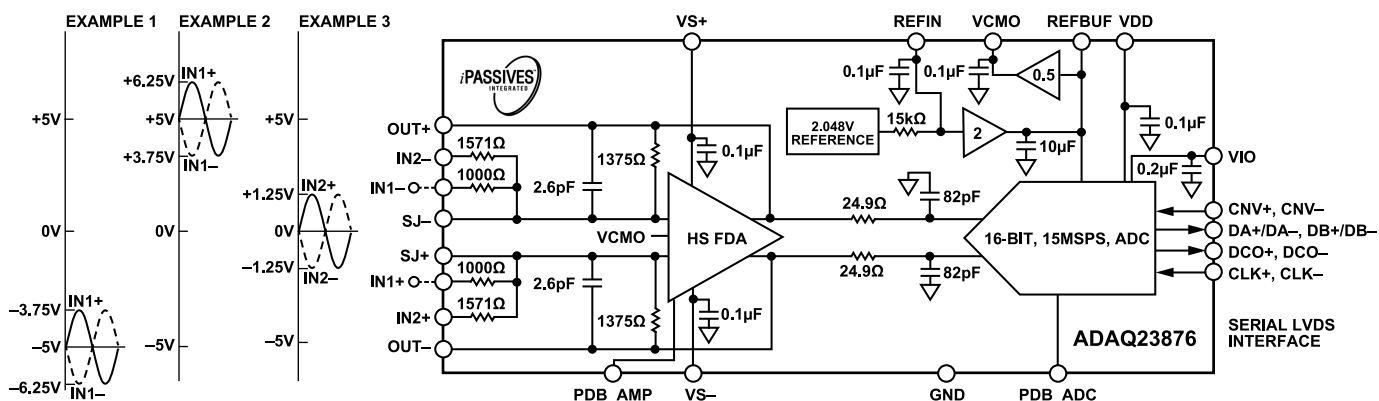 EXAMPLE 1
EXAMPLE 2
EXAMPLE 3
IN1+
+6.25V
+5V
+3.75V
IN1–
+5V
+5V
IN2+
+1.25V
0V
0V
0V
–1.25V
IN2–
IN1+
–3.75V
–5V
–6.25V
IN1–
–5V
–5V
VS+
REFIN
VCMO
REFBUF
VDD
iPASSIVES™
INTEGRATED
0.1µF
0.1µF
0.5
2.048V
REFERENCE
15kΩ
2
10µF
0.1µF
0.2µF
VIO
OUT+
1571Ω
IN2–
1000Ω
IN1–
SJ–
2.6pF
1375Ω
0.1µF
VCMO
HS FDA
24.9Ω
82pF
16-BIT, 15MSPS, ADC
CNV+, CNV–
DA+/DA–, DB+/DB–
DCO+, DCO–
CLK+, CLK–
SJ+
1000Ω
IN1+
1571Ω
IN2+
OUT–
2.6pF
1375Ω
0.1µF
24.9Ω
82pF
ADAQ23876
SERIAL LVDS
INTERFACE
PDB_AMP
VS–
GND
PDB_ADC